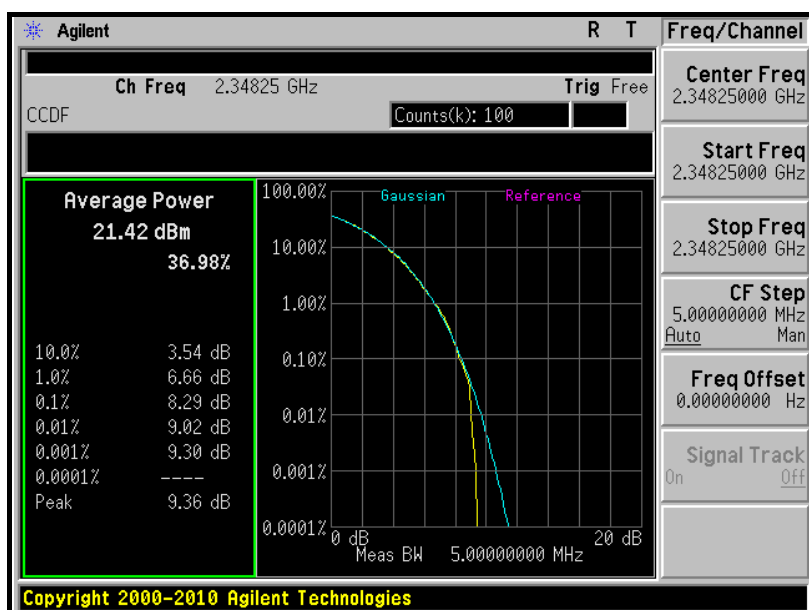 Agilent R T Freq/Channel
Ch Freq 2.34825 GHz Trig Free
CCDF Counts(k): 100
Average Power
21.42 dBm
36.98%
10.0% 3.54 dB
1.0% 6.66 dB
0.1% 8.29 dB
0.01% 9.02 dB
0.001% 9.30 dB
0.0001% ----
Peak 9.36 dB
Gaussian Reference
100.00%
10.00%
1.00%
0.10%
0.01%
0.001%
0.0001%
0 dB 20 dB
Meas BW 5.00000000 MHz
Center Freq
2.34825000 GHz
Start Freq
2.34825000 GHz
Stop Freq
2.34825000 GHz
CF Step
5.00000000 MHz
Auto Man
Freq Offset
0.00000000 Hz
Signal Track
On Off
Copyright 2000-2010 Agilent Technologies